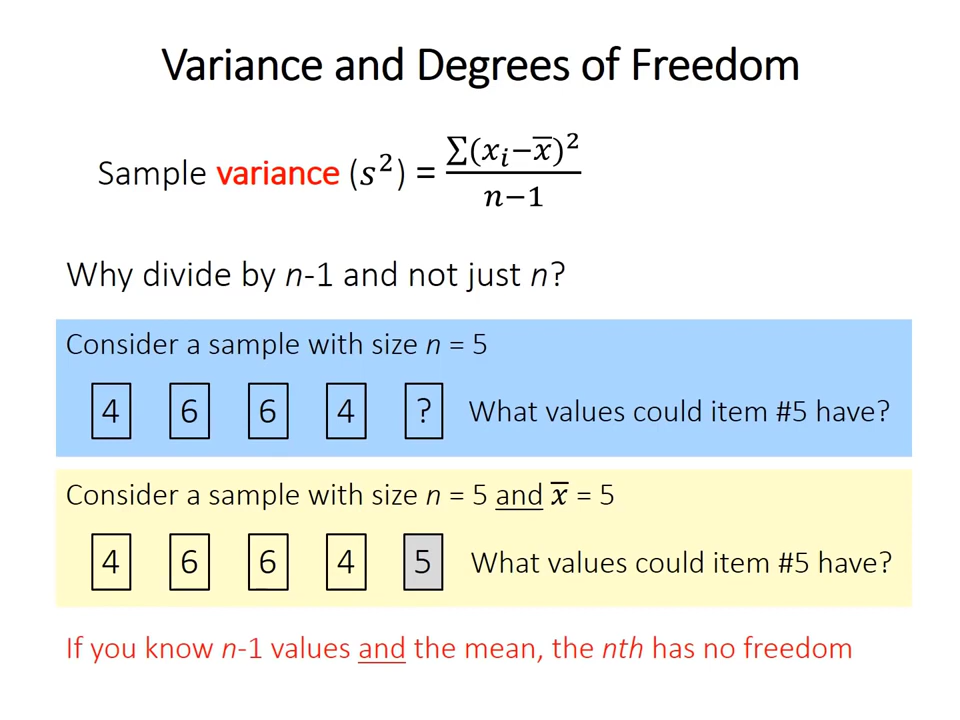 Variance and Degrees of Freedom
Sample variance (s²) = ∑(xᵢ−x̅)² / n−1
Why divide by n-1 and not just n?
Consider a sample with size n = 5
4 6 6 4 ? What values could item #5 have?
Consider a sample with size n = 5 and x̅ = 5
4 6 6 4 5 What values could item #5 have?
If you know n-1 values and the mean, the nth has no freedom